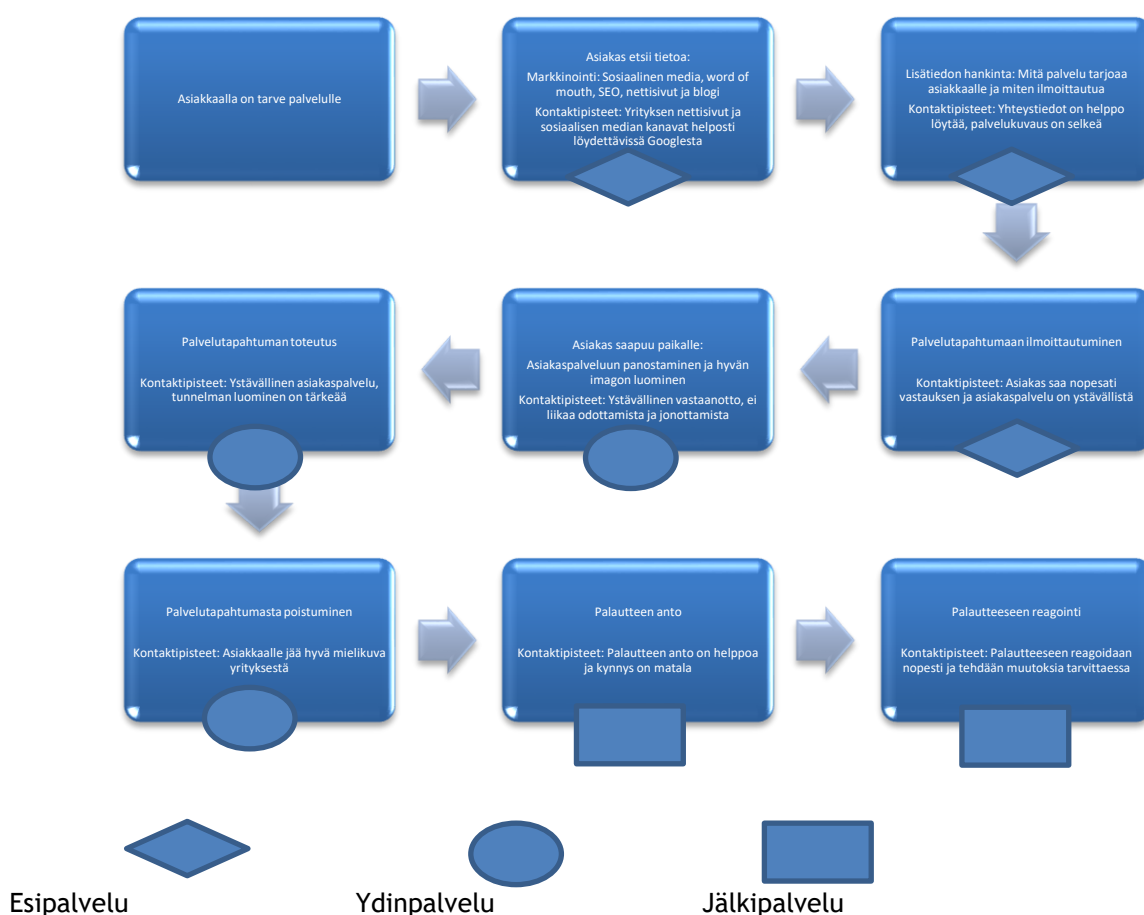 Asiakkaalla on tarve palvelulle
Asiakas etsii tietoa:
Markkinointi: Sosiaalinen media, word of
mouth, SEO, nettisivut ja blogi
Kontaktipisteet: Yrityksen nettisivut ja
sosiaalisen median kanavat helposti
löydettävissä Googlesta
Lisätiedon hankinta: Mitä palvelu tarjoaa
asiakkaalle ja miten ilmoittautua
Kontaktipisteet: Yhteystiedot on helppo
löytää, palvelukuvaus on selkeä
Palvelutapahtumaan ilmoittautuminen
Kontaktipisteet: Asiakas saa nopesati
vastauksen ja asiakaspalvelu on ystävällistä
Asiakas saapuu paikalle:
Asiakaspalveluun panostaminen ja hyvän
imagon luominen
Kontaktipisteet: Ystävällinen vastaanotto, ei
liikaa odottamista ja jonottamista
Palvelutapahtuman toteutus
Kontaktipisteet: Ystävällinen asiakaspalvelu,
tunnelman luominen on tärkeää
Palvelutapahtumasta poistuminen
Kontaktipisteet: Asiakkaalle jää hyvä mielikuva
yrityksestä
Palautteen anto
Kontaktipisteet: Palautteen anto on helppoa
ja kynnys on matala
Palautteeseen reagointi
Kontaktipisteet: Palautteeseen reagoidaan
nopesti ja tehdään muutoksia tarvittaessa
Esipalvelu Ydinpalvelu Jälkipalvelu